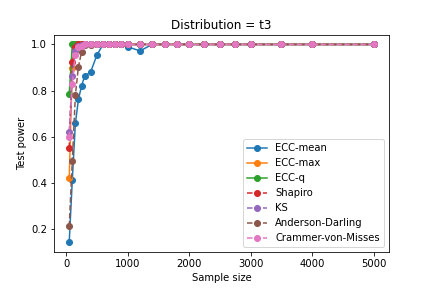 Distribution = t3
1.0
0.8
0.6
0.4
0.2
Test power
0 1000 2000 3000 4000 5000
Sample size
ECC-mean
ECC-max
ECC-q
Shapiro
KS
Anderson-Darling
Crammer-von-Misses